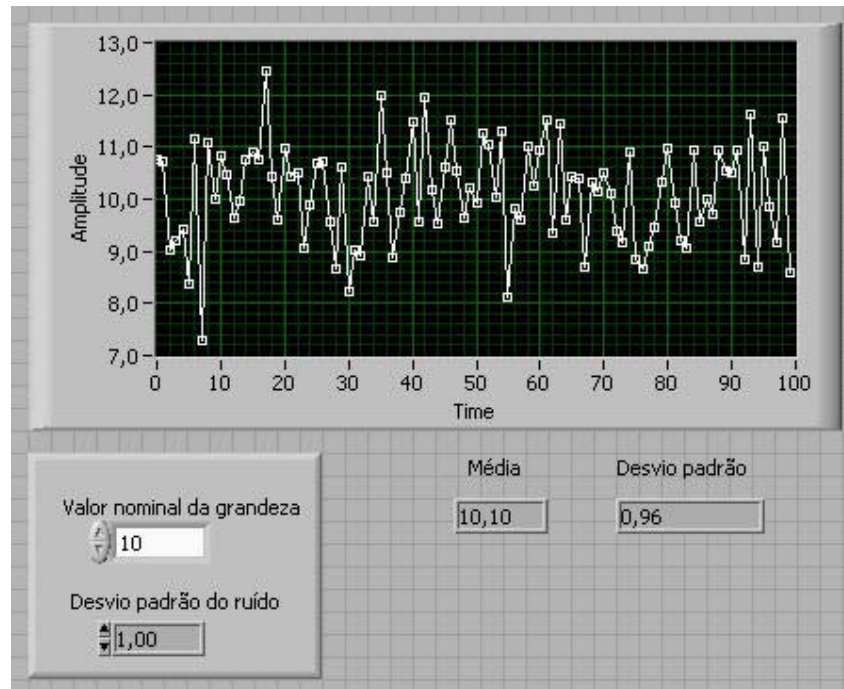 13,0
12,0
11,0
10,0
9,0
8,0
7,0
Amplitude
0 10 20 30 40 50 60 70 80 90 100
Time
Média Desvio padrão
10,10 0,96
Valor nominal da grandeza
10
Desvio padrão do ruído
1,00